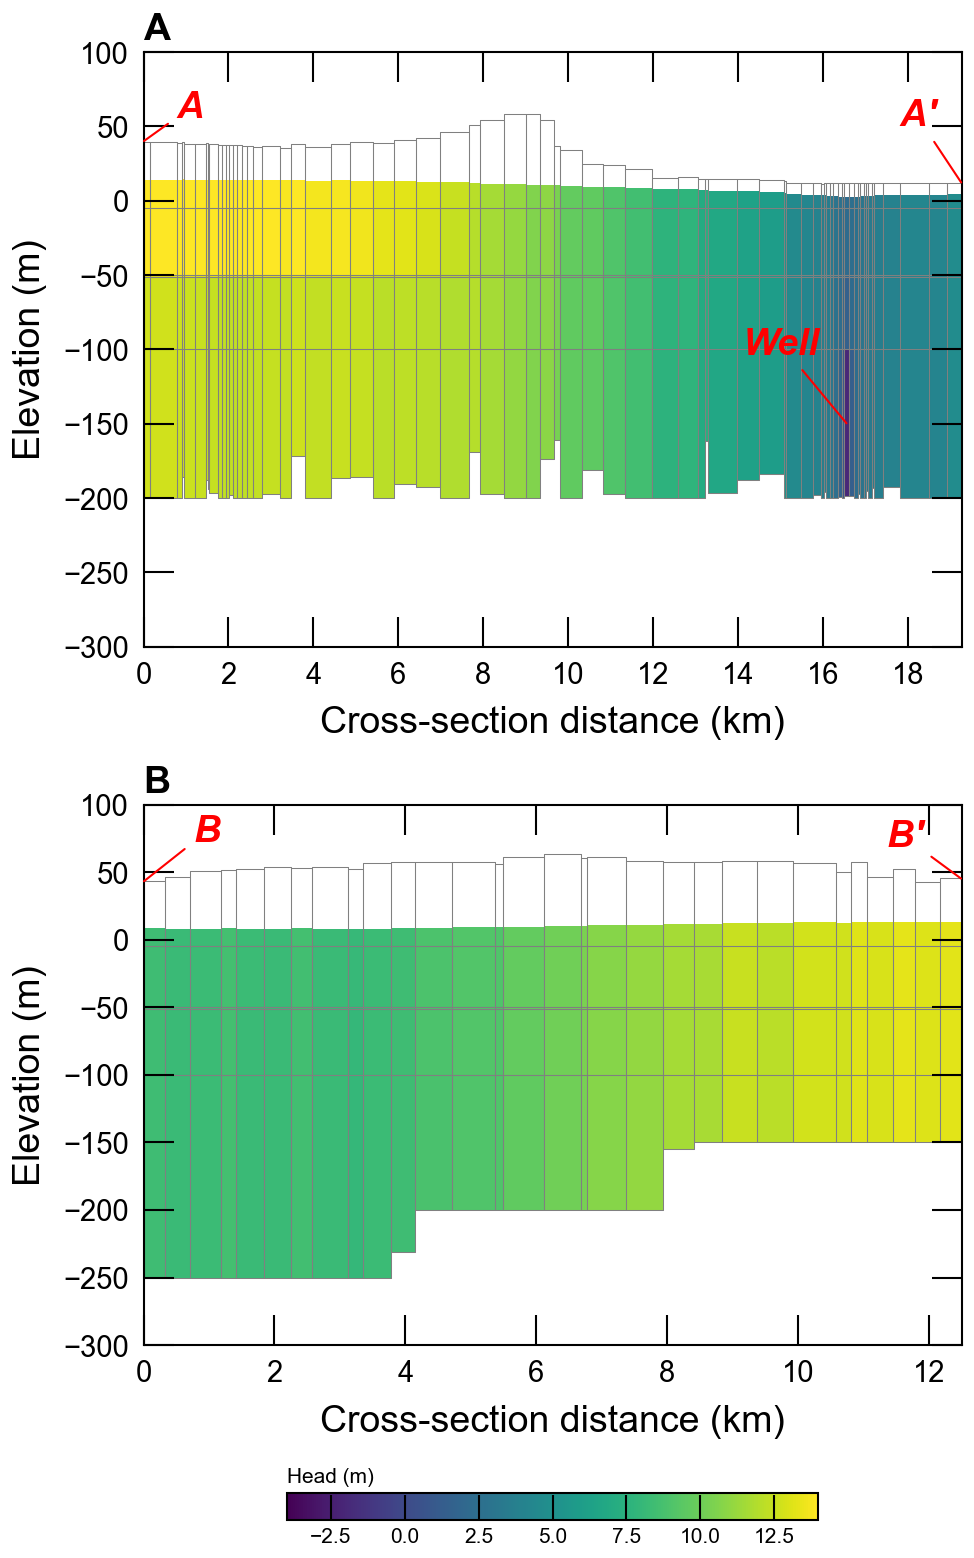 A
100
50
0
−50
−100
−150
−200
−250
−300
Elevation (m)
A
A'
Well
0 2 4 6 8 10 12 14 16 18
Cross-section distance (km)
B
100
50
0
−50
−100
−150
−200
−250
−300
Elevation (m)
B
B'
0 2 4 6 8 10 12
Cross-section distance (km)
Head (m)
−2.5 0.0 2.5 5.0 7.5 10.0 12.5